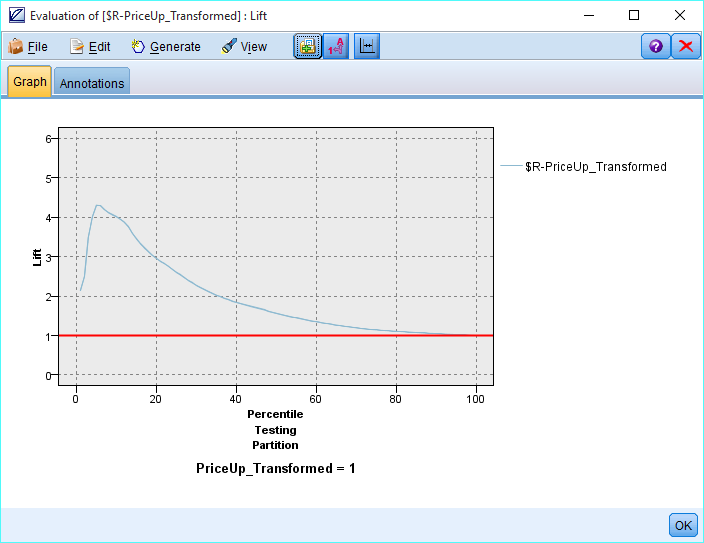 Evaluation of [$R-PriceUp_Transformed] : Lift
File Edit Generate View
Graph Annotations
6
5
4
3
2
1
0
Lift
$R-PriceUp_Transformed
0 20 40 60 80 100
Percentile
Testing
Partition
PriceUp_Transformed = 1
OK